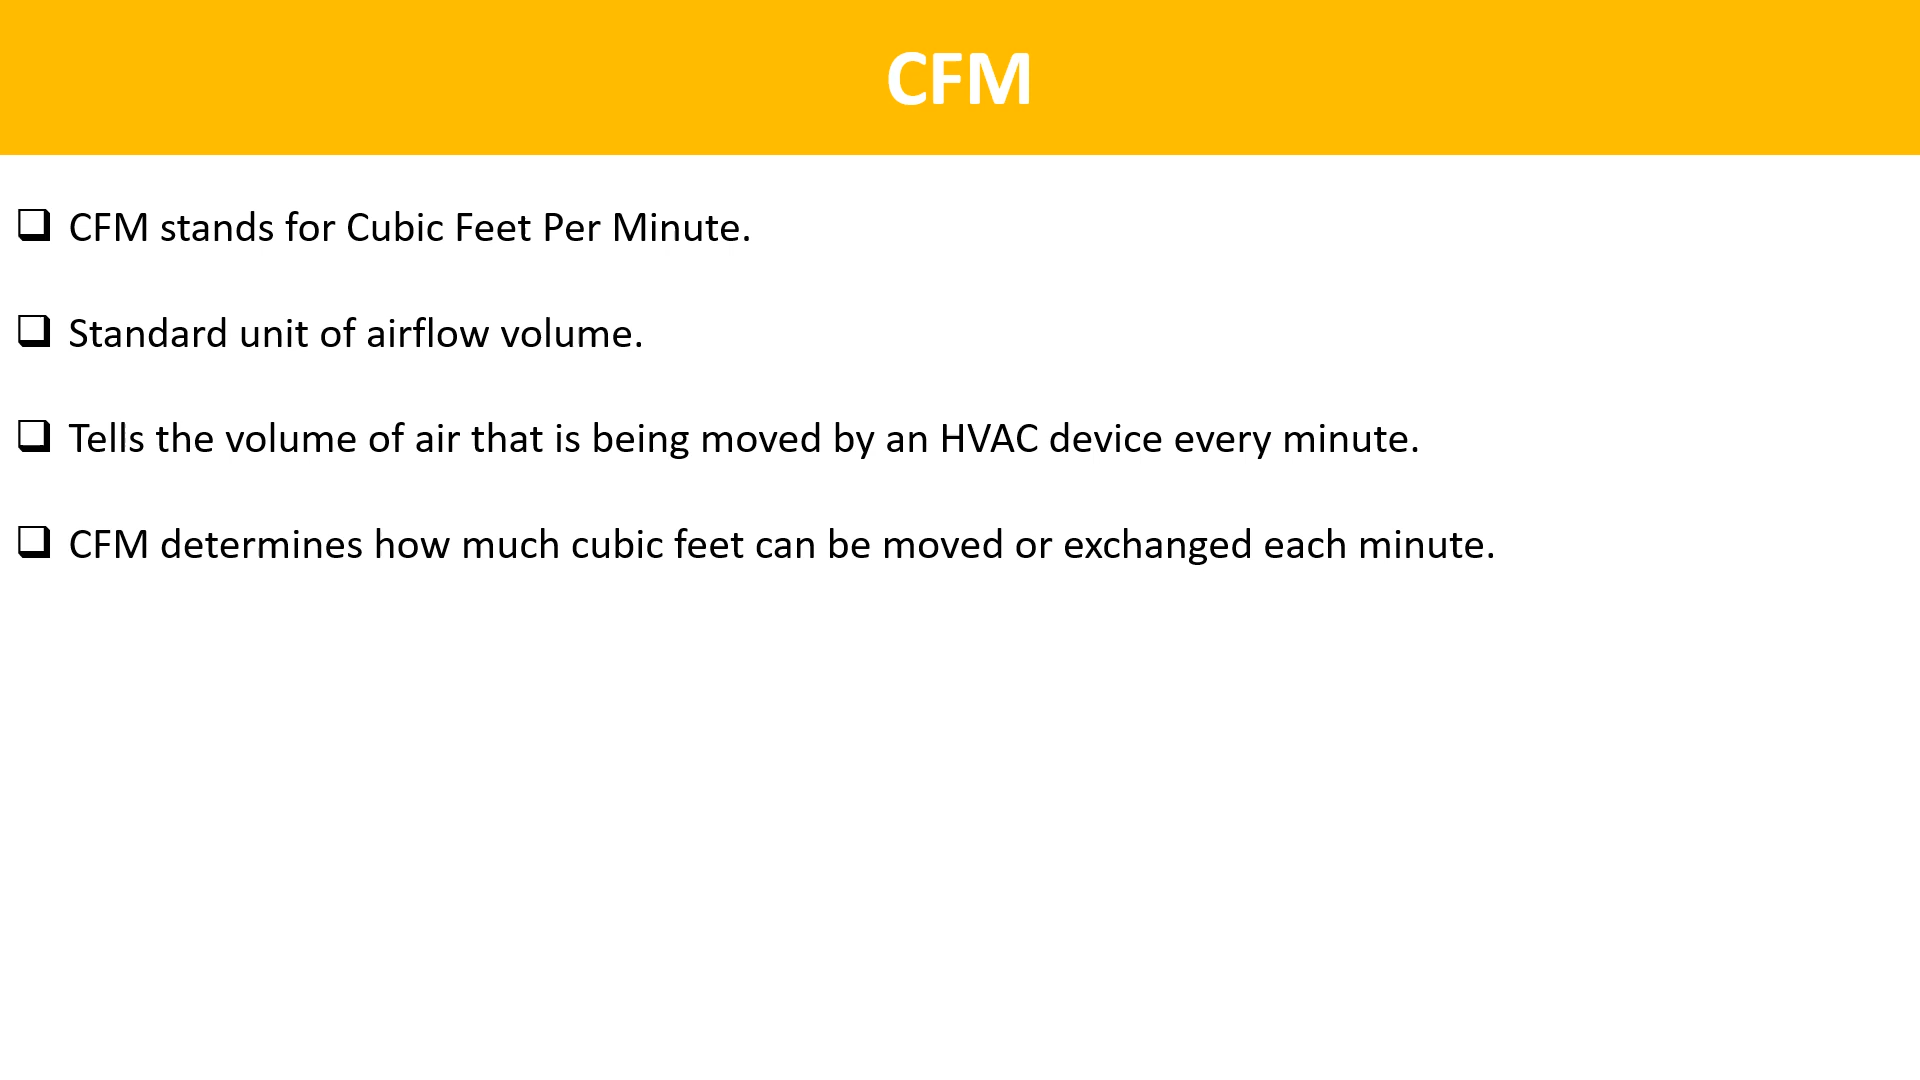 CFM
❑ CFM stands for Cubic Feet Per Minute.
❑ Standard unit of airflow volume.
❑ Tells the volume of air that is being moved by an HVAC device every minute.
❑ CFM determines how much cubic feet can be moved or exchanged each minute.